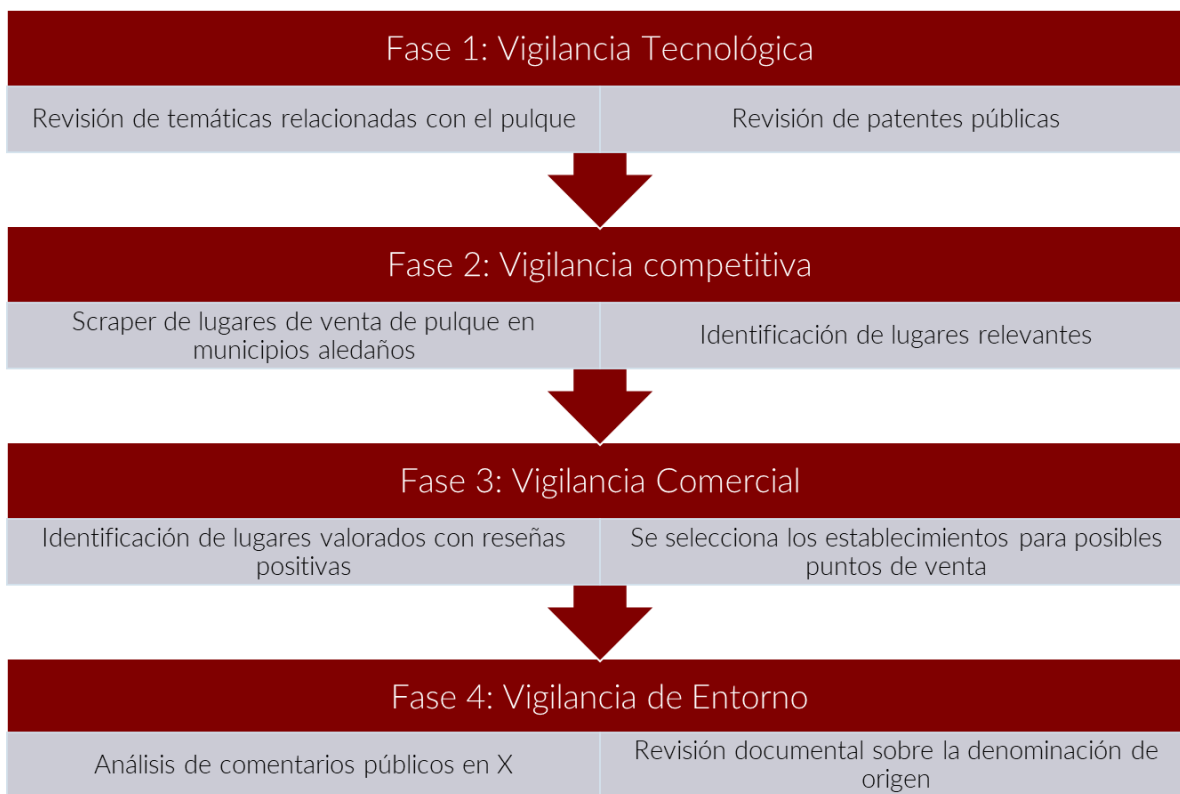 Fase 1: Vigilancia Tecnológica
Revisión de temáticas relacionadas con el pulque
Revisión de patentes públicas
Fase 2: Vigilancia competitiva
Scraper de lugares de venta de pulque en
municipios aledaños
Identificación de lugares relevantes
Fase 3: Vigilancia Comercial
Identificación de lugares valorados con reseñas
positivas
Se selecciona los establecimientos para posibles
puntos de venta
Fase 4: Vigilancia de Entorno
Análisis de comentarios públicos en X
Revisión documental sobre la denominación de
origen